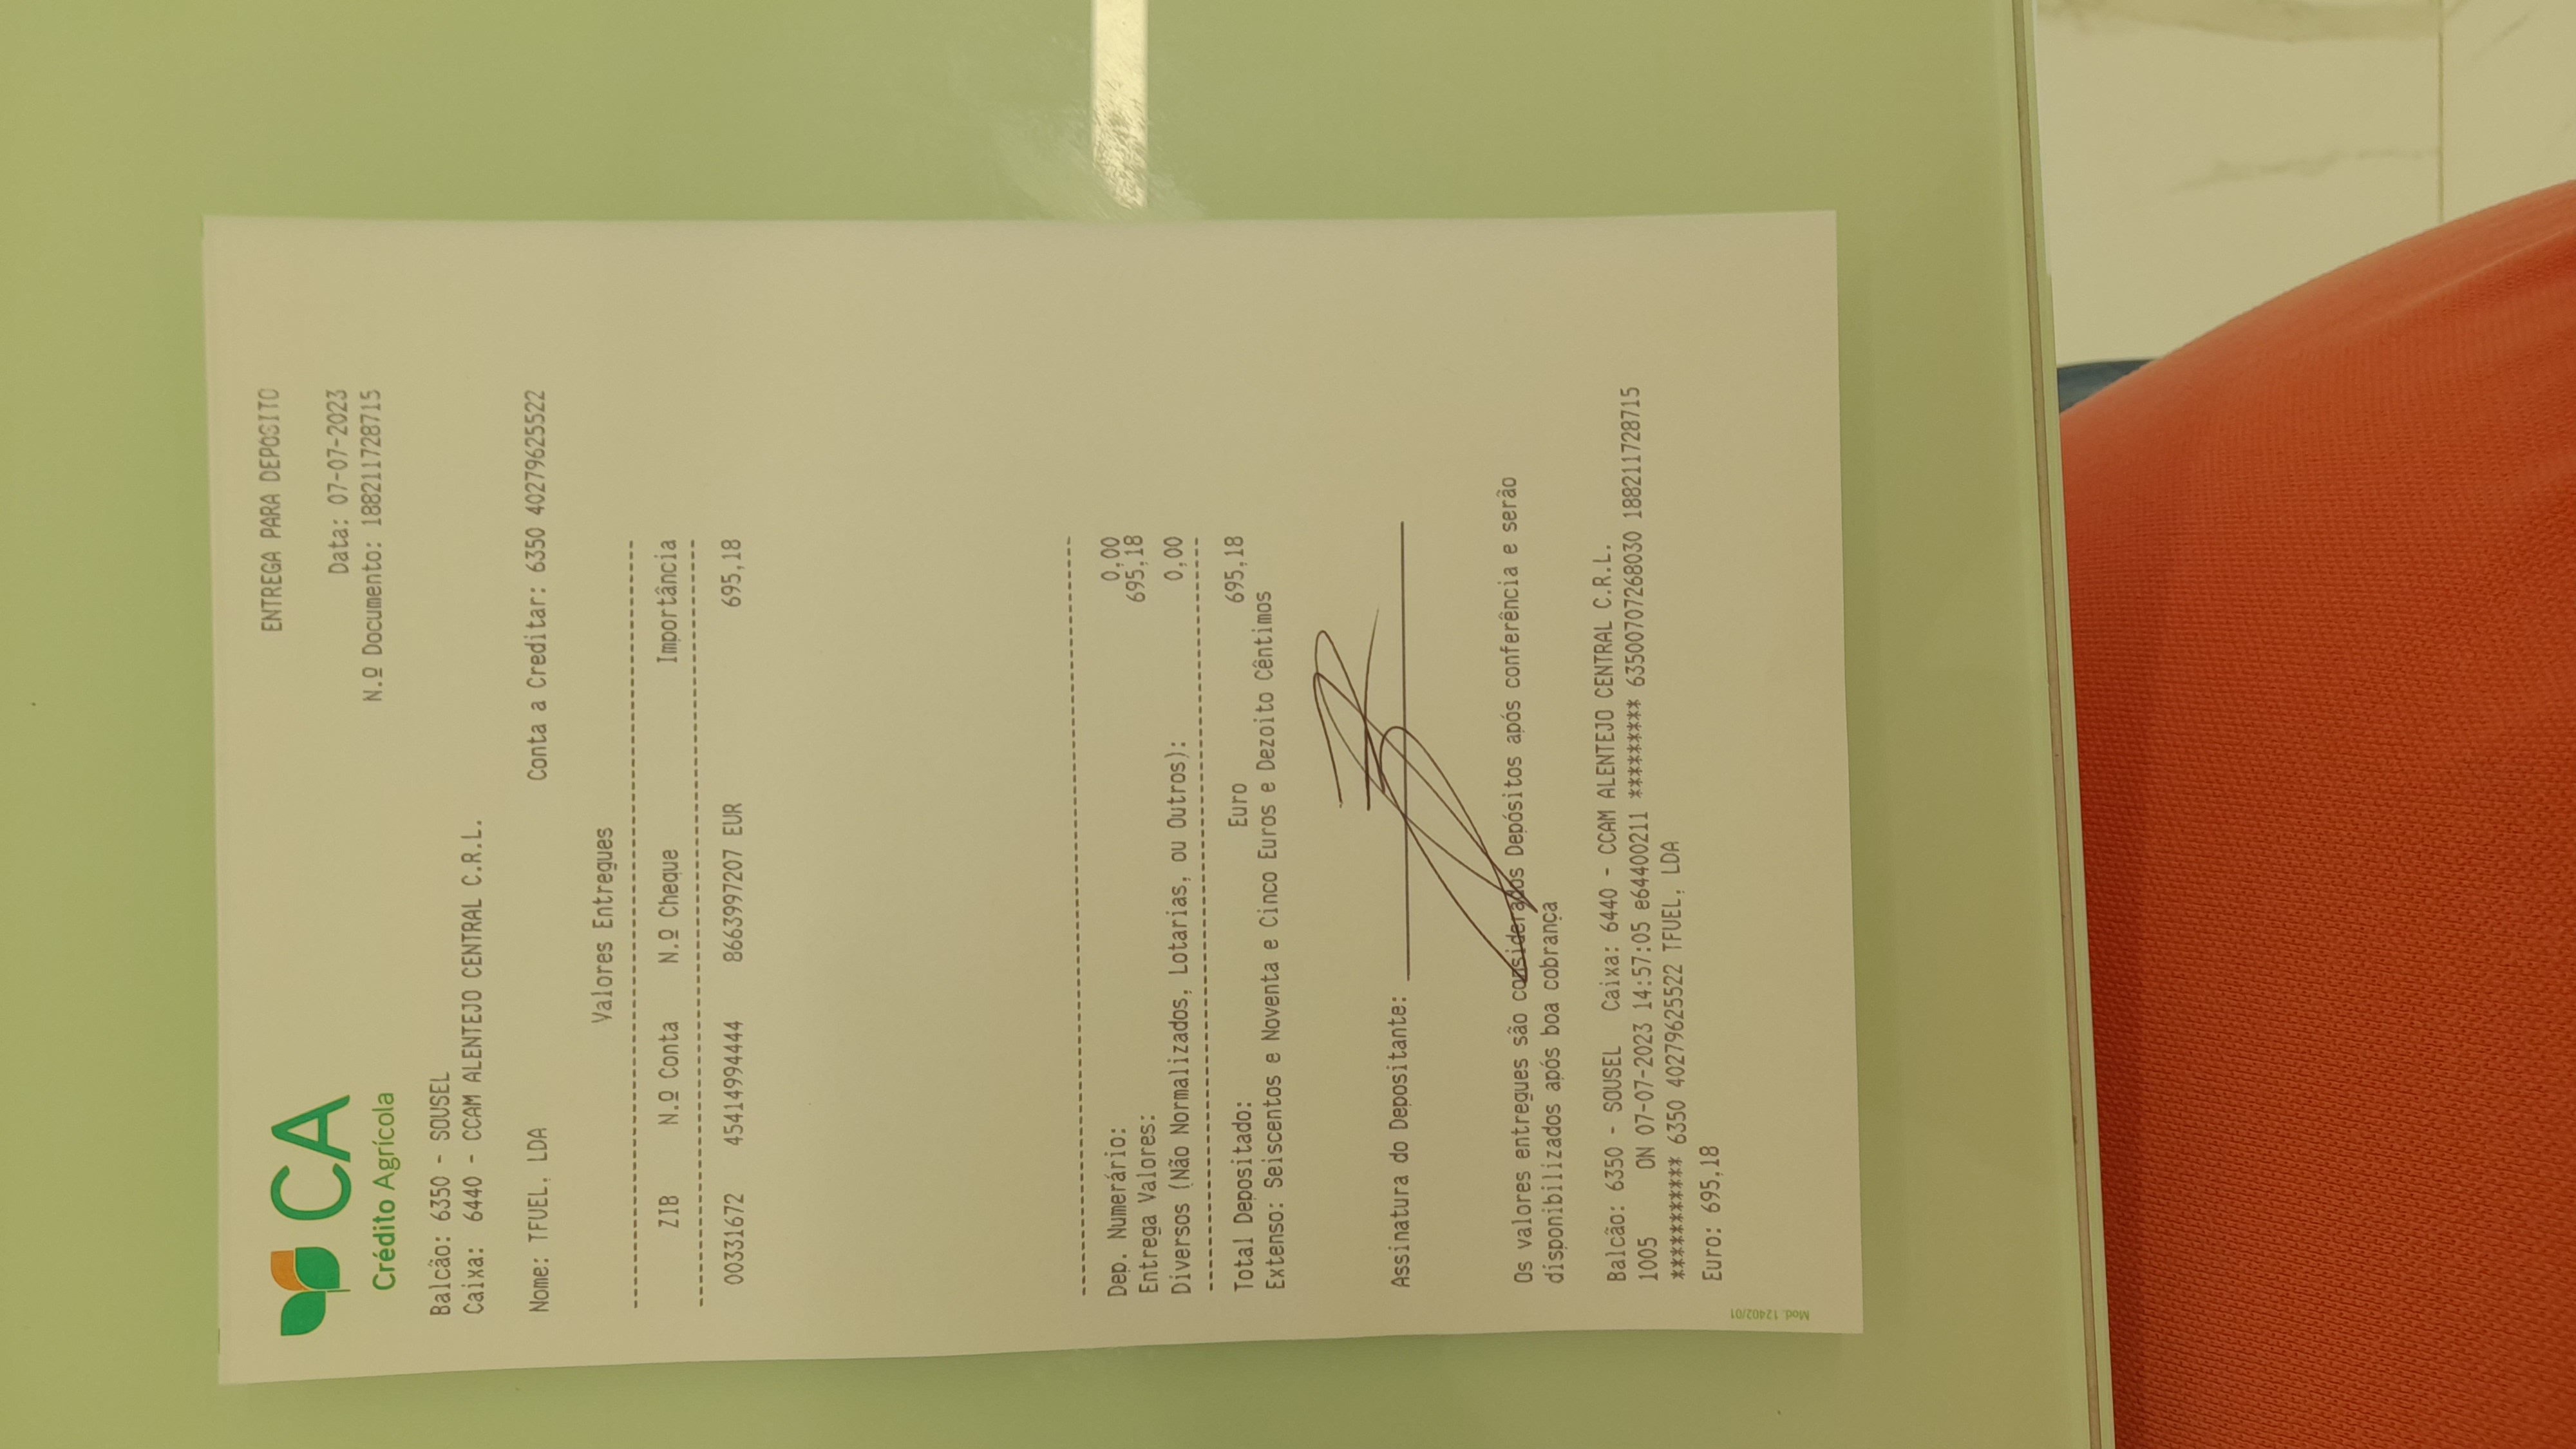 CA
Crédito Agrícola
ENTREGA PARA DEPOSITO
Data: 07-07-2023
N.º Documento: 18821172871​5
Balcão: 6350 - SOUSEL
Caixa: 6440 - CCAM ALENTEJO CENTRAL C.R.L.
Nome: TFUEL, LDA Conta a Creditar: 6350 40279625522
Valores Entregues
--------------------------------------------------------------------------------
ZIB N.º Conta N.º Cheque Importância
--------------------------------------------------------------------------------
00331672 45414994444 8663997207 EUR 695,18
--------------------------------------------------------------------------------
Dep. Numerário: 0,00
Entrega Valores: 695,18
Diversos (Não Normalizados, Lotarias, ou Outros): 0,00
--------------------------------------------------------------------------------
Total Depositado: Euro 695,18
Extenso: Seiscentos e Noventa e Cinco Euros e Dezoito Cêntimos
Assinatura do Depositante:
Os valores entregues são considerados Depósitos após conferência e serão
disponibilizados após boa cobrança
Balcão: 6350 - SOUSEL Caixa: 6440 - CCAM ALENTEJO CENTRAL C.R.L.
1005 ON 07-07-2023 14:57:05 e64400211 ********* 63500707268030 188211728715
*********** 6350 40279625522 TFUEL, LDA
Euro: 695,18
Mod. 12402/01